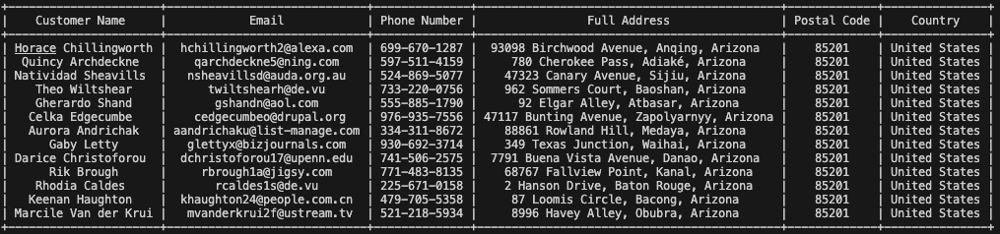 Customer Name | Email | Phone Number | Full Address | Postal Code | Country
Horace Chillingworth | hchillingworth2@alexa.com | 699-670-1287 | 93098 Birchwood Avenue, Anqing, Arizona | 85201 | United States
Quincy Archdeckne | qarchdeckne5@ning.com | 597-511-4159 | 780 Cherokee Pass, Adiaké, Arizona | 85201 | United States
Natividad Sheavills | nsheavillsd@auda.org.au | 524-869-5077 | 47323 Canary Avenue, Sijiu, Arizona | 85201 | United States
Theo Wiltshear | twiltshearh@de.vu | 733-220-0756 | 962 Sommers Court, Baoshan, Arizona | 85201 | United States
Gherardo Shand | gshandn@aol.com | 555-885-1790 | 92 Elgar Alley, Atbasar, Arizona | 85201 | United States
Celka Edgecumbe | cedgecumbeo@drupal.org | 976-935-7556 | 47117 Bunting Avenue, Zapolyarnyy, Arizona | 85201 | United States
Aurora Andrichak | aandrichaku@list-manage.com | 334-311-8672 | 88861 Rowland Hill, Medaya, Arizona | 85201 | United States
Gaby Letty | glettyx@bizjournals.com | 930-692-3714 | 349 Texas Junction, Waihai, Arizona | 85201 | United States
Darice Christoforou | dchristoforou17@upenn.edu | 741-506-2575 | 7791 Buena Vista Avenue, Danao, Arizona | 85201 | United States
Rik Brough | rbrough1a@jigsy.com | 771-483-8135 | 68767 Fallview Point, Kanal, Arizona | 85201 | United States
Rhodia Caldes | rcaldes1s@de.vu | 225-671-0158 | 2 Hanson Drive, Baton Rouge, Arizona | 85201 | United States
Keenan Haughton | khaughton24@people.com.cn | 479-705-5358 | 87 Loomis Circle, Bacong, Arizona | 85201 | United States
Marcile Van der Krui | mvanderkrui2f@ustream.tv | 521-218-5934 | 8996 Havey Alley, Obubra, Arizona | 85201 | United States